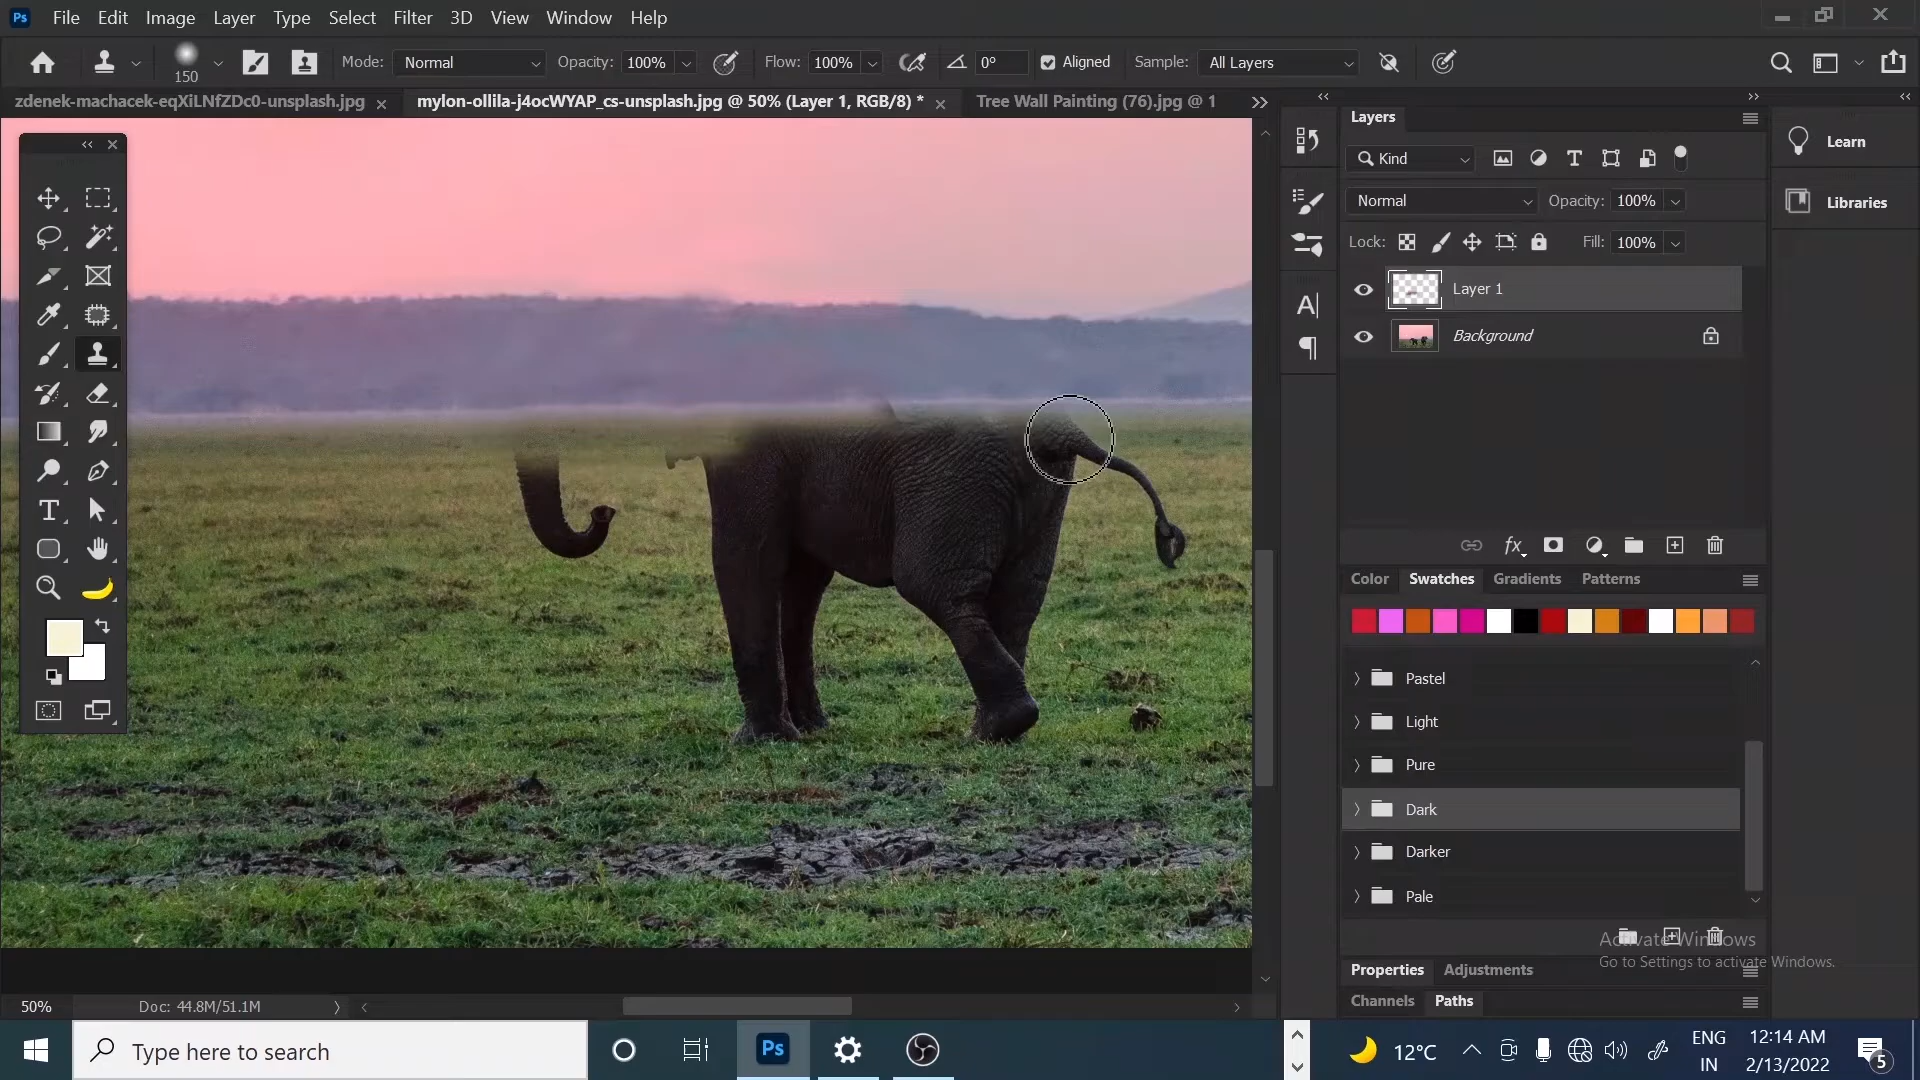 Ps File Edit Image Layer Type Select Filter 3D View Window Help
150 Mode: Normal Opacity: 100% Flow: 100% 0° Aligned Sample: All Layers
zdenek-machacek-eqXiLNfZDc0-unsplash.jpg mylon-ollila-j4ocWYAP_cs-unsplash.jpg @ 50% (Layer 1, RGB/8) * Tree Wall Painting (76).jpg @ 1
Layers
Kind
Normal Opacity: 100%
Lock: Fill: 100%
Layer 1
Background
Learn
Libraries
Color Swatches Gradients Patterns
Pastel
Light
Pure
Dark
Darker
Pale
Activate Windows
Go to Settings to activate Windows.
Properties Adjustments
Channels Paths
50% Doc: 44.8M/51.1M
Type here to search
Ps
12°C
ENG
IN
12:14 AM
2/13/2022
5